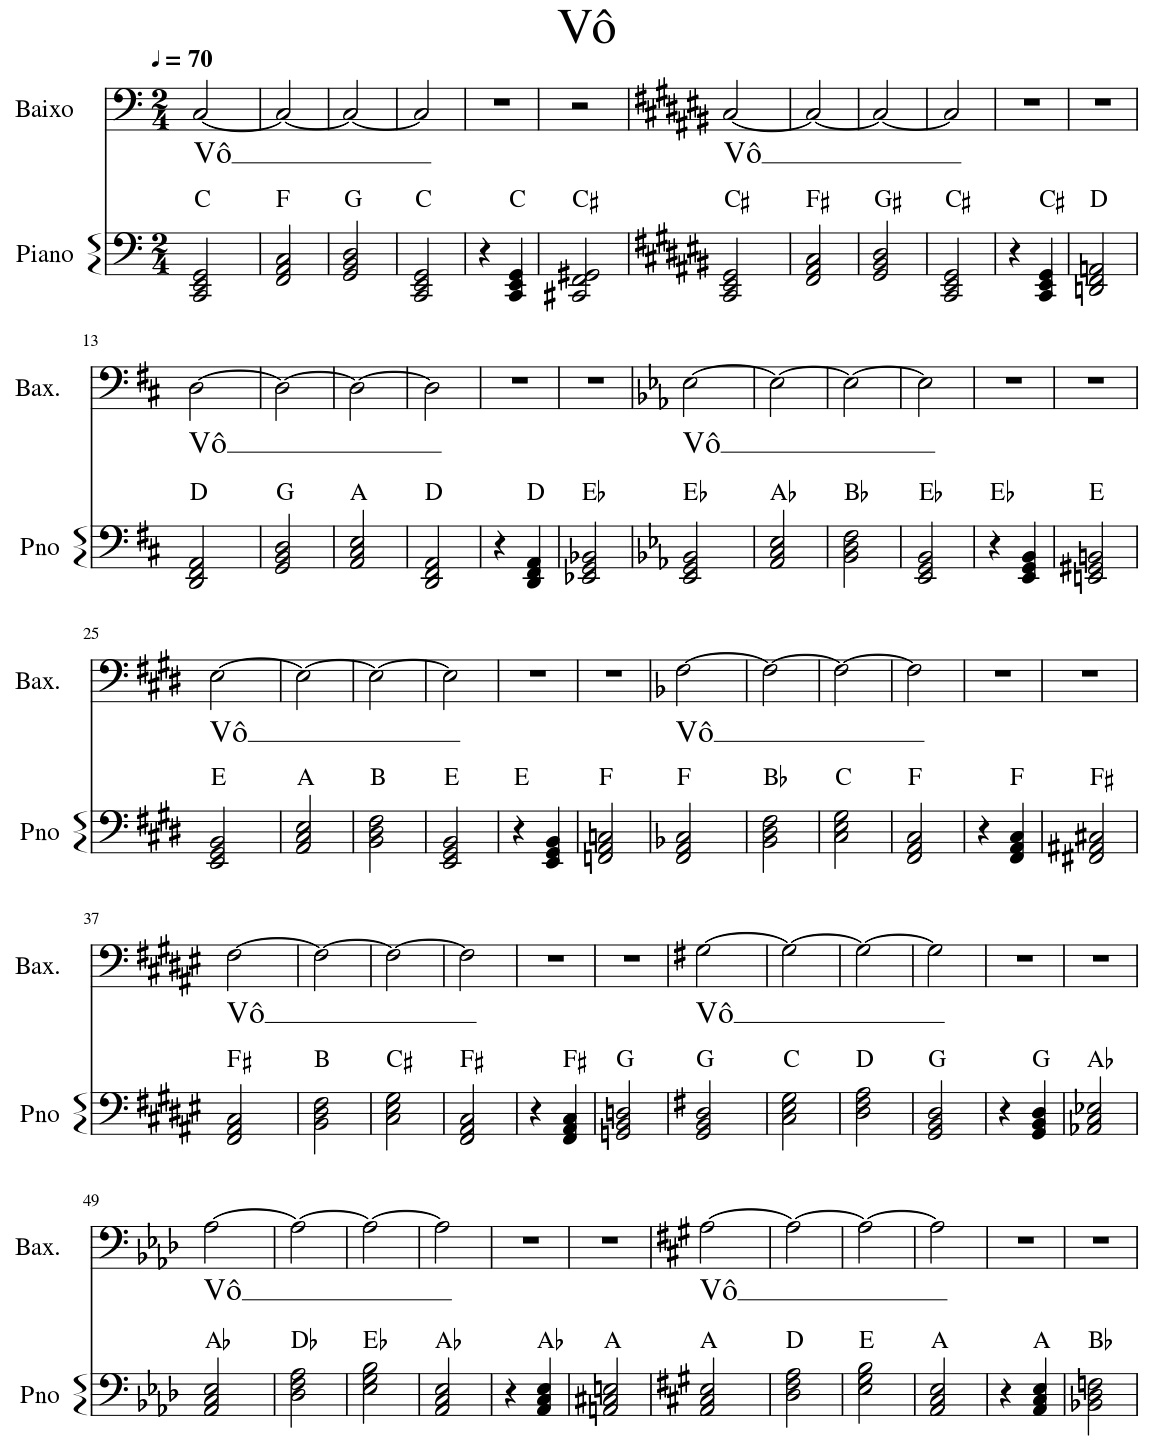 Vô
♩ = 70
Baixo
Vô Vô
C F G C C C♯ C♯ F♯ G♯ C♯ C♯ D
Piano
13
Bax.
Vô Vô
D G A D D E♭ E♭ A♭ B♭ E♭ E♭ E
Pno
25
Bax.
Vô Vô
E A B E E F F B♭ C F F F♯
Pno
37
Bax.
Vô Vô
F♯ B C♯ F♯ F♯ G G C D G G A♭
Pno
49
Bax.
Vô Vô
A♭ D♭ E♭ A♭ A♭ A A D E A A B♭
Pno